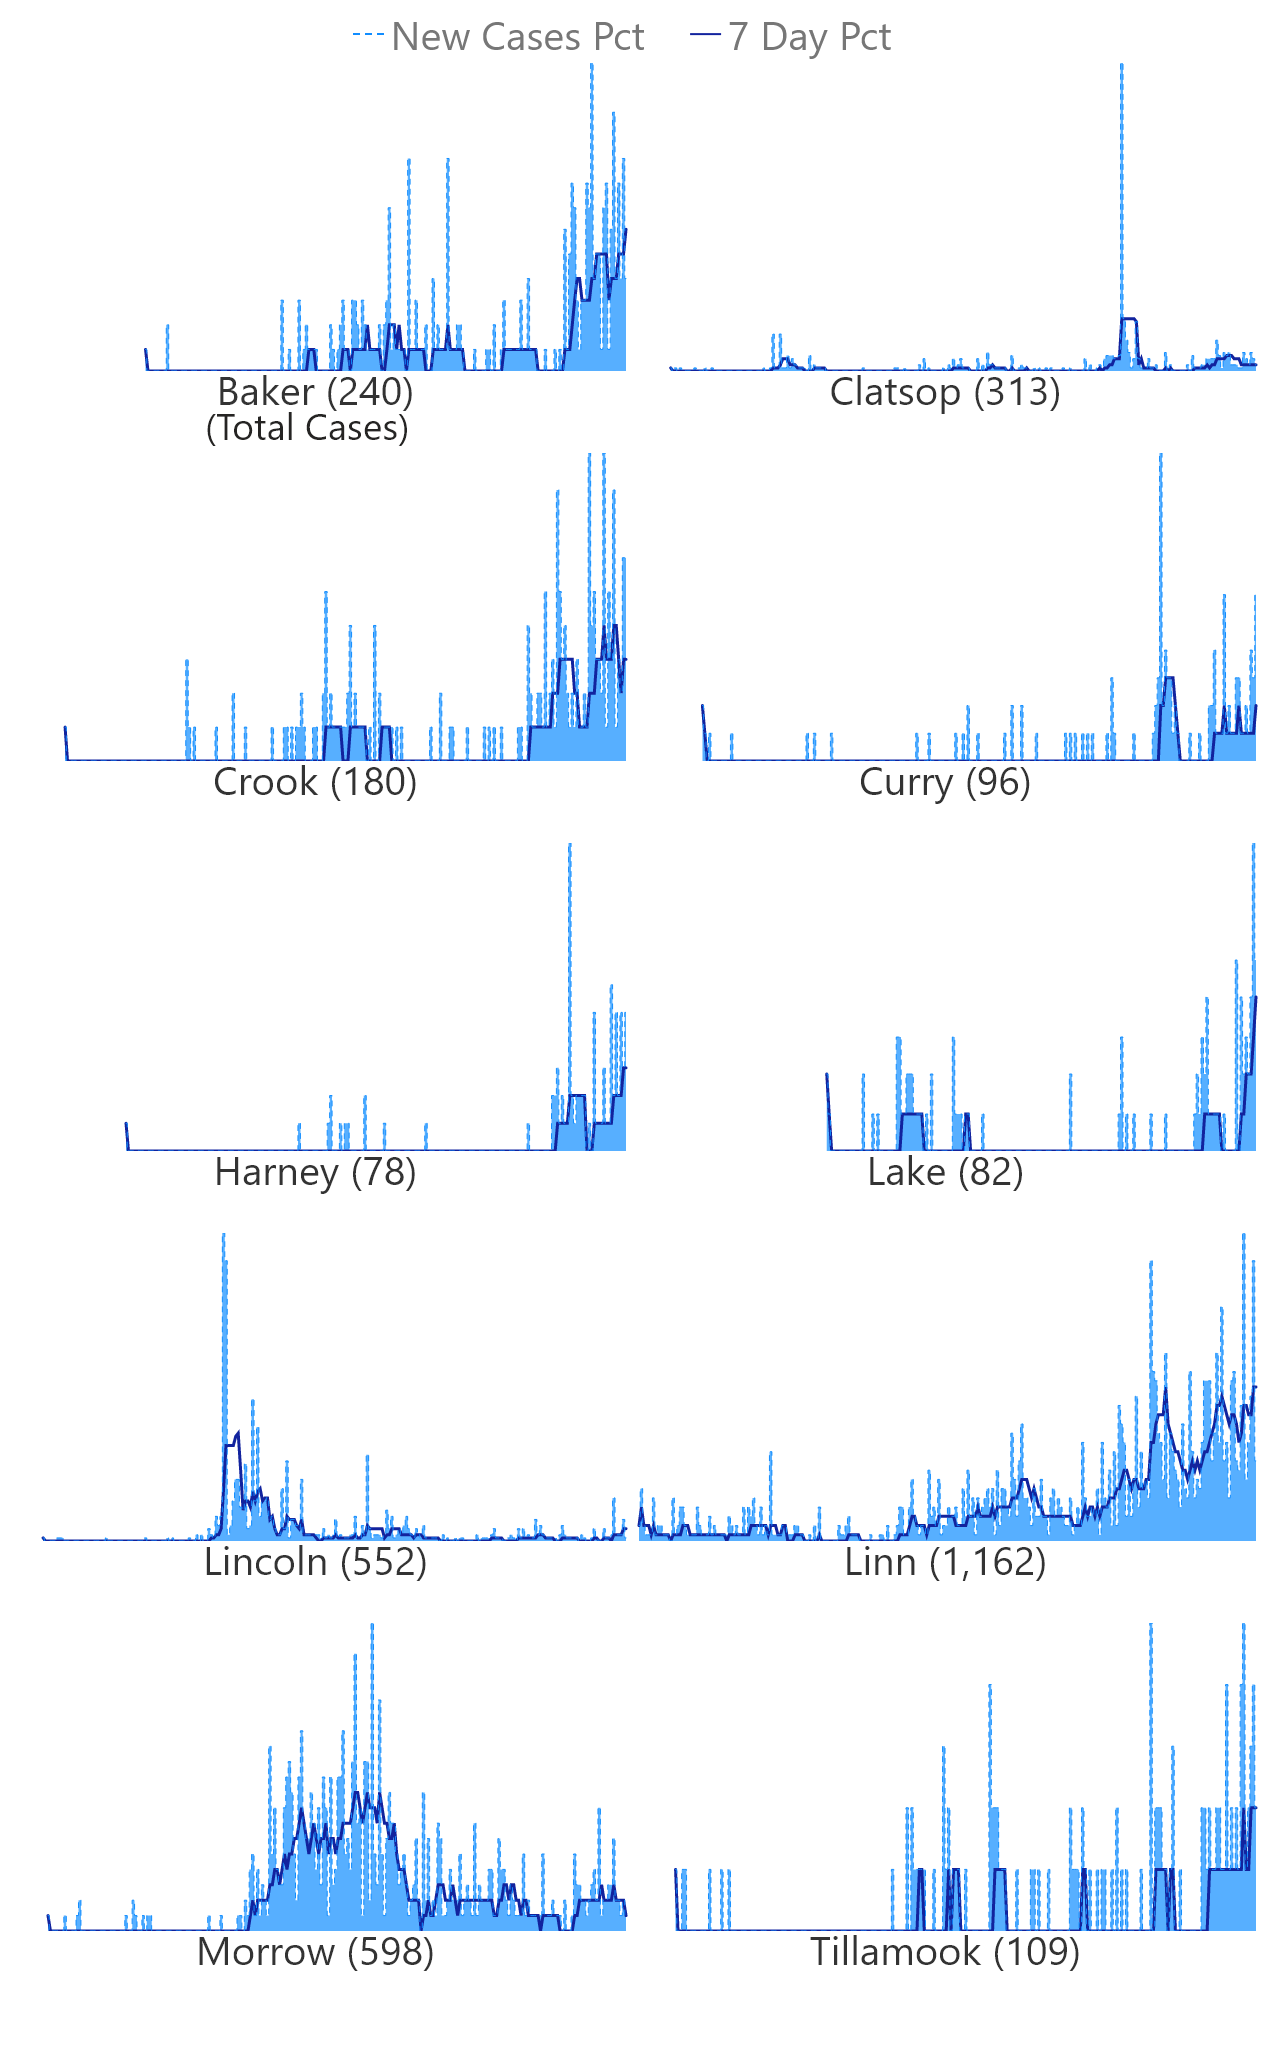 New Cases Pct 7 Day Pct
Baker (240) Clatsop (313)
(Total Cases)
Crook (180) Curry (96)
Harney (78) Lake (82)
Lincoln (552) Linn (1,162)
Morrow (598) Tillamook (109)